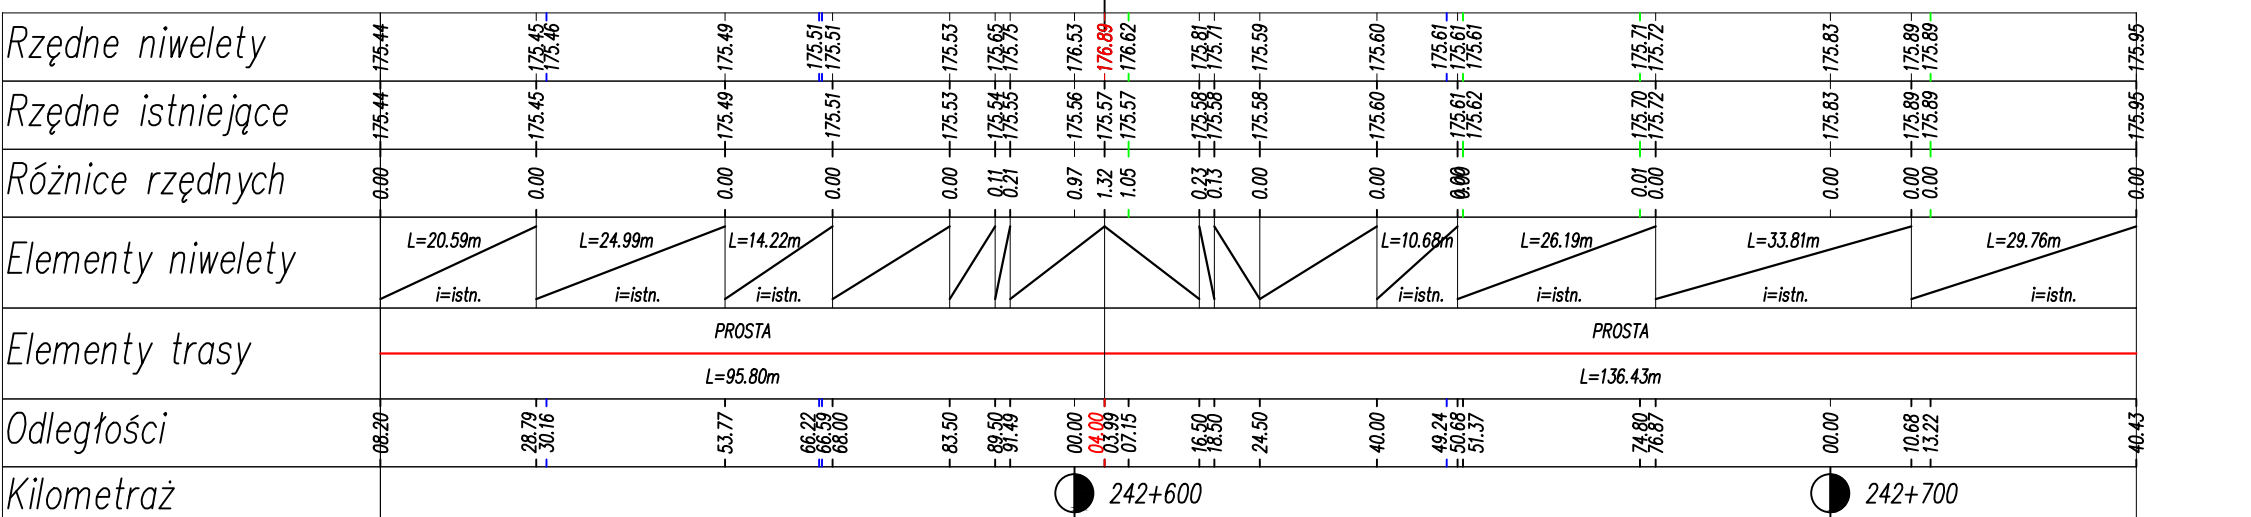 Rzędne niwelety 175.44 175.45 175.46 175.49 175.51 175.51 175.53 175.65 175.75 176.53 176.89 176.62 175.81 175.71 175.59 175.60 175.61 175.61 175.61 175.71 175.72 175.83 175.89 175.89 175.95
Rzędne istniejące 175.44 175.45 175.49 175.51 175.53 175.54 175.55 175.56 175.57 175.57 175.58 175.58 175.58 175.60 175.61 175.62 175.70 175.72 175.83 175.89 175.89 175.95
Różnice rzędnych 0.00 0.00 0.00 0.00 0.00 0.11 0.21 0.97 1.32 1.05 0.23 0.13 0.00 0.00 0.00 0.00 0.01 0.00 0.00 0.00 0.00 0.00
Elementy niwelety
L=20.59m L=24.99m L=14.22m L=10.68m L=26.19m L=33.81m L=29.76m
i=istn. i=istn. i=istn. i=istn. i=istn. i=istn. i=istn.
Elementy trasy
PROSTA PROSTA
L=95.80m L=136.43m
Odległości 08.20 28.79 30.16 53.77 66.22 66.59 68.00 83.50 89.50 91.49 00.00 04.00 03.99 07.15 16.50 18.50 24.50 40.00 49.24 50.68 51.37 74.80 76.87 00.00 10.68 13.22 40.43
Kilometraż 242+600 242+700